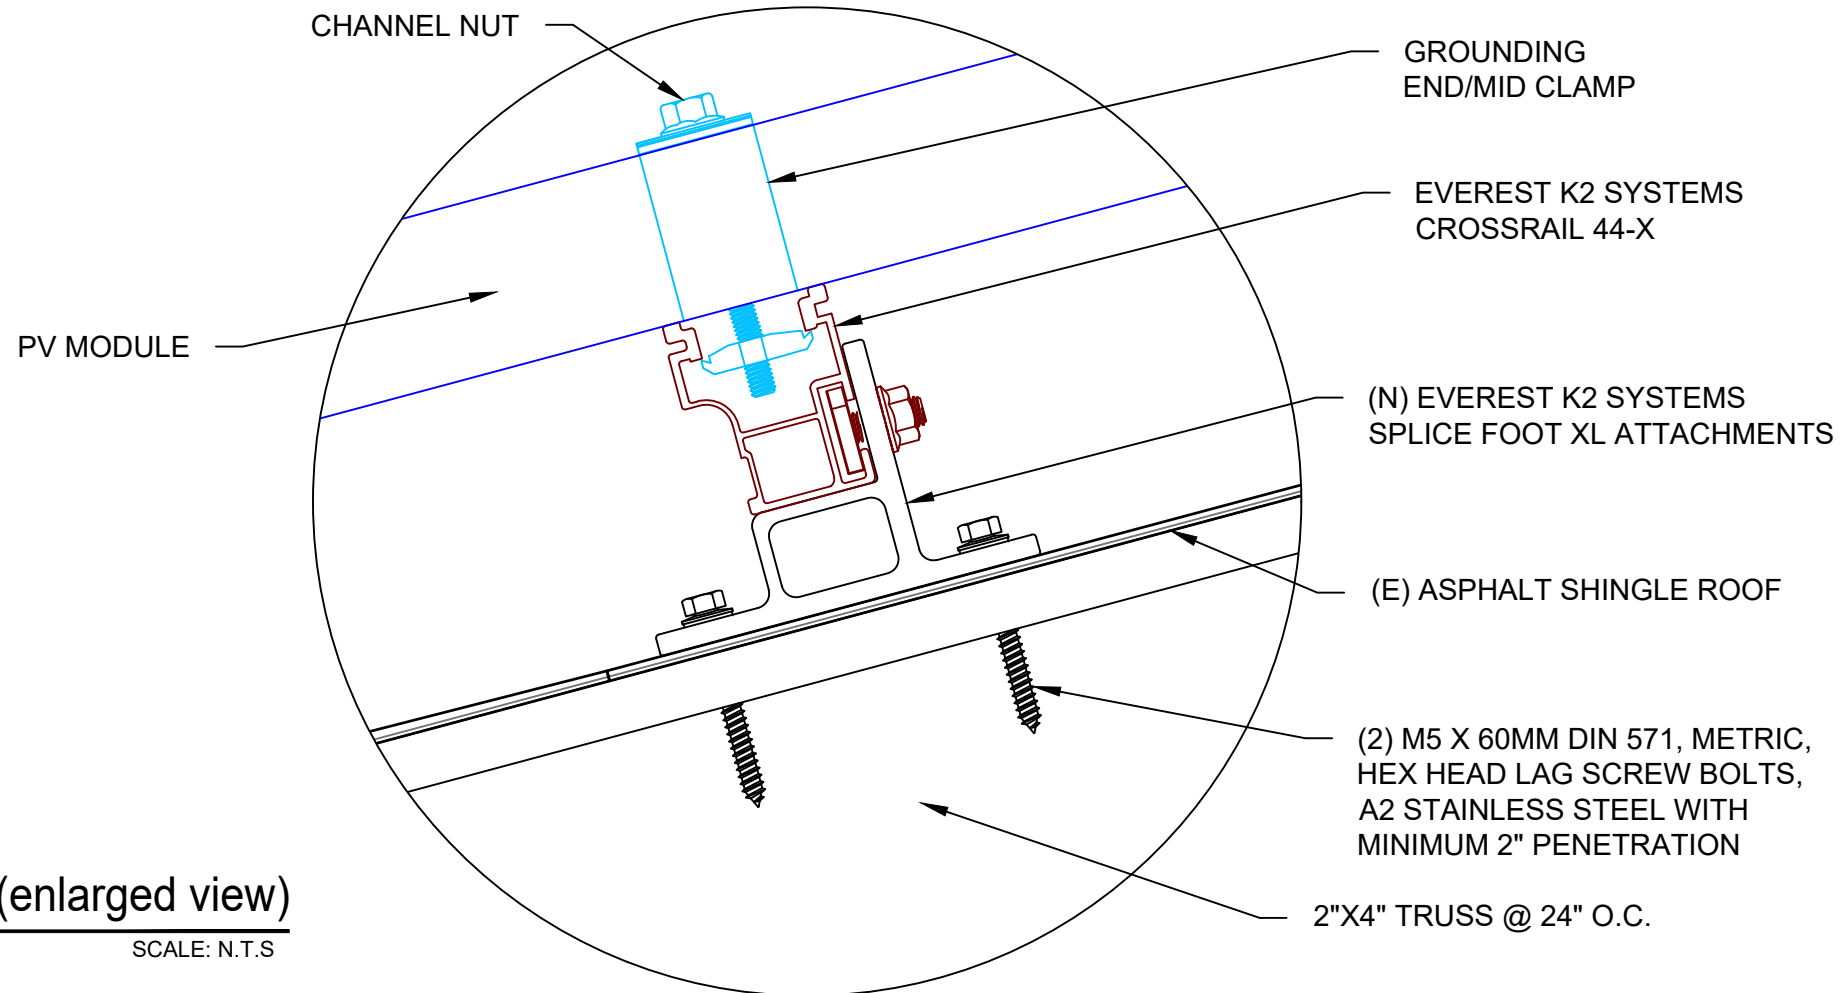 CHANNEL NUT
GROUNDING
END/MID CLAMP
EVEREST K2 SYSTEMS
CROSSRAIL 44-X
PV MODULE
(N) EVEREST K2 SYSTEMS
SPLICE FOOT XL ATTACHMENTS
(E) ASPHALT SHINGLE ROOF
(2) M5 X 60MM DIN 571, METRIC,
HEX HEAD LAG SCREW BOLTS,
A2 STAINLESS STEEL WITH
MINIMUM 2" PENETRATION
2"X4" TRUSS @ 24" O.C.
(enlarged view)
SCALE: N.T.S